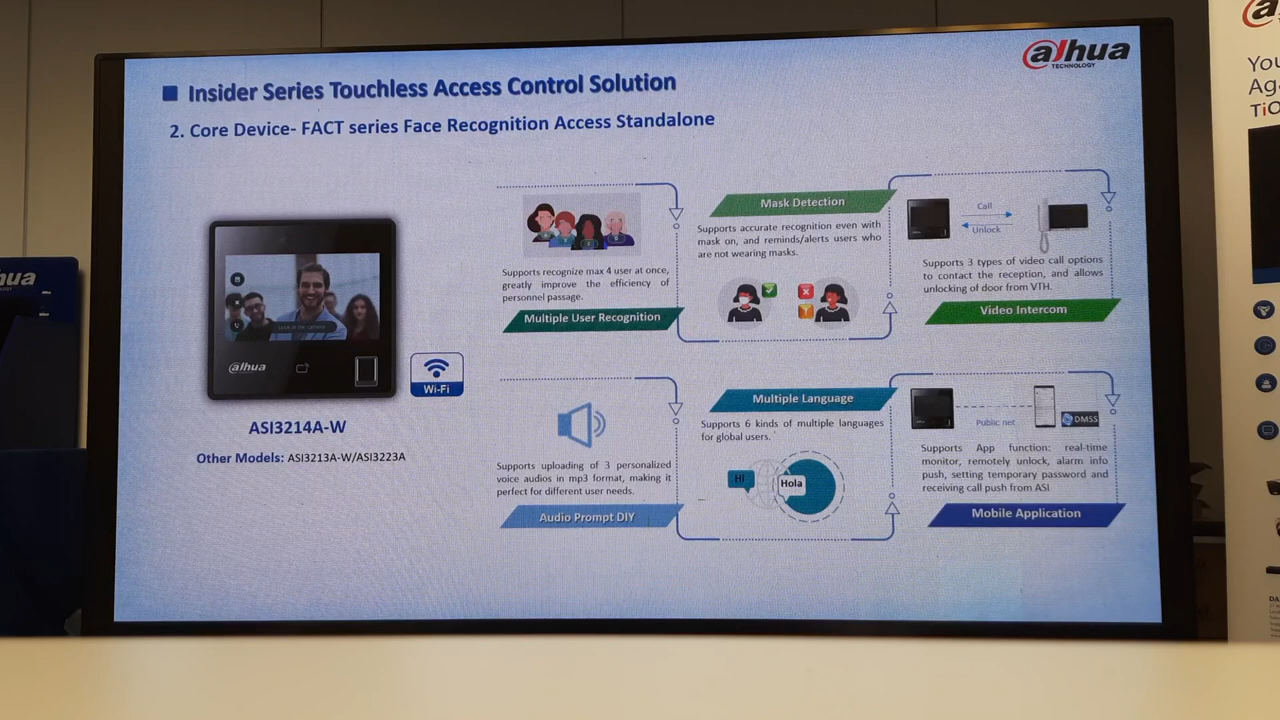 alhua
TECHNOLOGY
Insider Series Touchless Access Control Solution
2. Core Device- FACT series Face Recognition Access Standalone
Look at the camera
alhua
Wi-Fi
ASI3214A-W
Other Models: ASI3213A-W/ASI3223A
Supports recognize max 4 user at once,
greatly improve the efficiency of
personnel passage.
Multiple User Recognition
Mask Detection
Supports accurate recognition even with
mask on, and reminds/alerts users who
are not wearing masks.
Call
Unlock
Supports 3 types of video call options
to contact the reception, and allows
unlocking of door from VTH.
Video Intercom
Supports uploading of 3 personalized
voice audios in mp3 format, making it
perfect for different user needs.
Audio Prompt DIY
Multiple Language
Supports 6 kinds of multiple languages
for global users.
Hi
Hola
Public net
DMSS
Supports App function: real-time
monitor, remotely unlock, alarm info
push, setting temporary password and
receiving call push from ASI
Mobile Application
hua
You
Aga
TiO